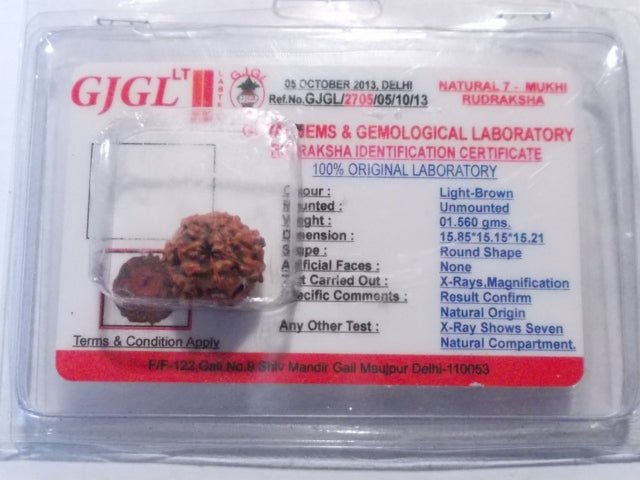 GJGL LT
LABTE
GJGL
05 OCTOBER 2013, DELHI
Ref.No.GJGL/2705/05/10/13
NATURAL 7 - MUKHI
RUDRAKSHA
GEMS & GEMOLOGICAL LABORATORY
RUDRAKSHA IDENTIFICATION CERTIFICATE
100% ORIGINAL LABORATORY
Colour : Light-Brown
Mounted : Unmounted
Weight : 01.560 gms.
Dimension : 15.85*15.15*15.21
Shape : Round Shape
Artificial Faces : None
Test Carried Out : X-Rays,Magnification
Specific Comments : Result Confirm
Natural Origin
Any Other Test : X-Ray Shows Seven
Natural Compartment.
Terms & Condition Apply
F/F-122,Gali No.9 Shiv Mandir Gali Maujpur Delhi-110053